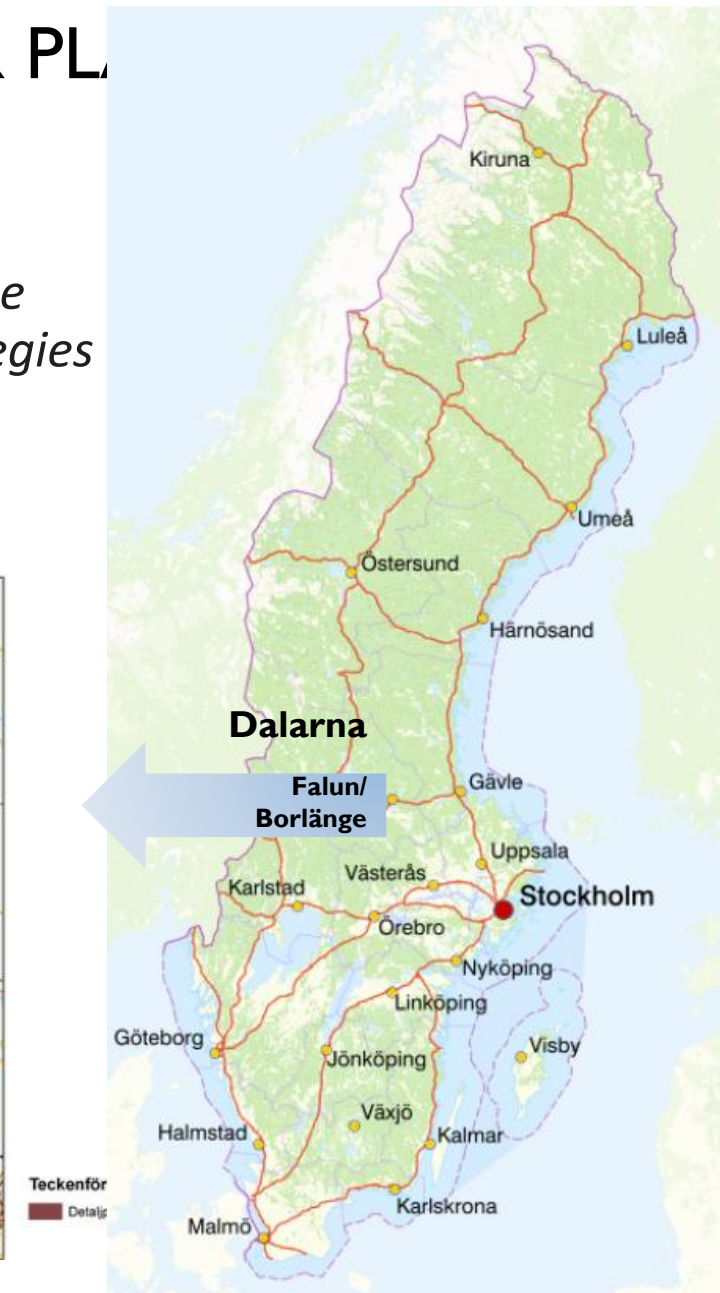 PL
e
egies
Kiruna
Luleå
Umeå
Östersund
Härnösand
Dalarna
Falun/
Borlänge
Gävle
Uppsala
Västerås
Stockholm
Karlstad
Örebro
Nyköping
Linköping
Göteborg
Visby
Jönköping
Växjö
Halmstad
Kalmar
Karlskrona
Malmö
Teckenför
Detalj